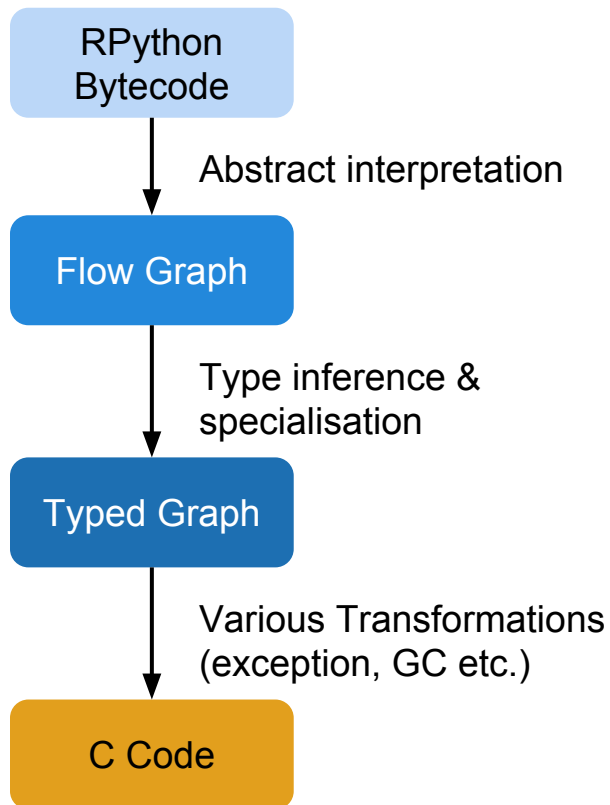 RPython
Bytecode
Abstract interpretation
Flow Graph
Type inference &
specialisation
Typed Graph
Various Transformations
(exception, GC etc.)
C Code